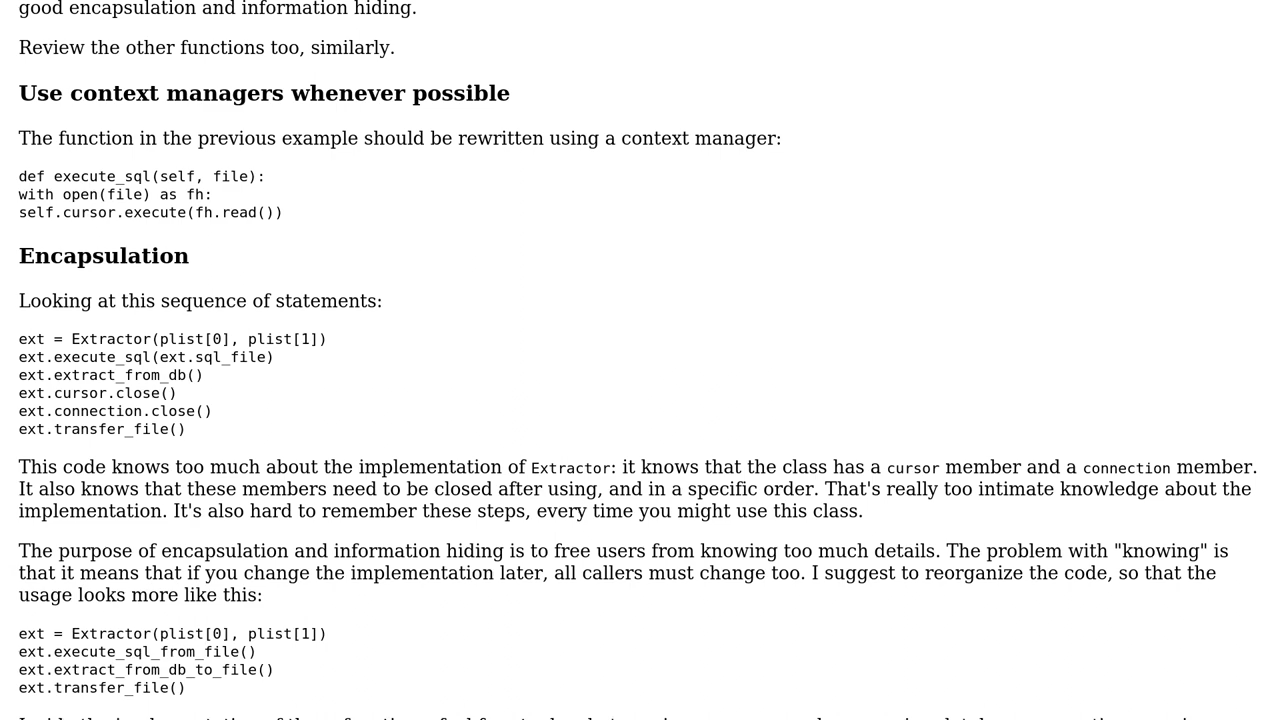 good encapsulation and information hiding.
Review the other functions too, similarly.
Use context managers whenever possible
The function in the previous example should be rewritten using a context manager:
def execute_sql(self, file):
with open(file) as fh:
self.cursor.execute(fh.read())
Encapsulation
Looking at this sequence of statements:
ext = Extractor(plist[0], plist[1])
ext.execute_sql(ext.sql_file)
ext.extract_from_db()
ext.cursor.close()
ext.connection.close()
ext.transfer_file()
This code knows too much about the implementation of Extractor: it knows that the class has a cursor member and a connection member.
It also knows that these members need to be closed after using, and in a specific order. That's really too intimate knowledge about the
implementation. It's also hard to remember these steps, every time you might use this class.
The purpose of encapsulation and information hiding is to free users from knowing too much details. The problem with "knowing" is
that it means that if you change the implementation later, all callers must change too. I suggest to reorganize the code, so that the
usage looks more like this:
ext = Extractor(plist[0], plist[1])
ext.execute_sql_from_file()
ext.extract_from_db_to_file()
ext.transfer_file()